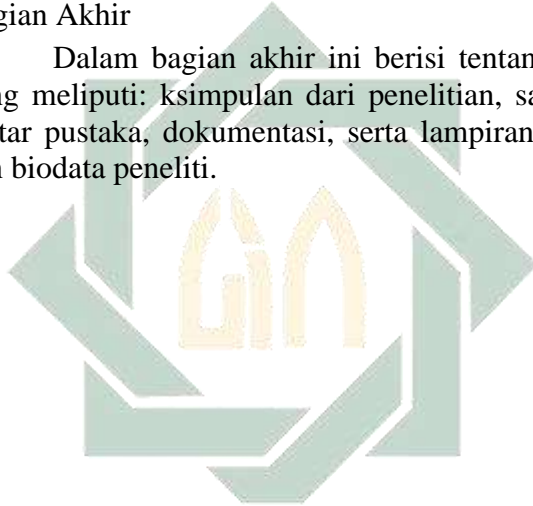 gian Akhir
Dalam bagian akhir ini berisi tentan
ng meliputi: ksimpulan dari penelitian, sa
tar pustaka, dokumentasi, serta lampiran
n biodata peneliti.